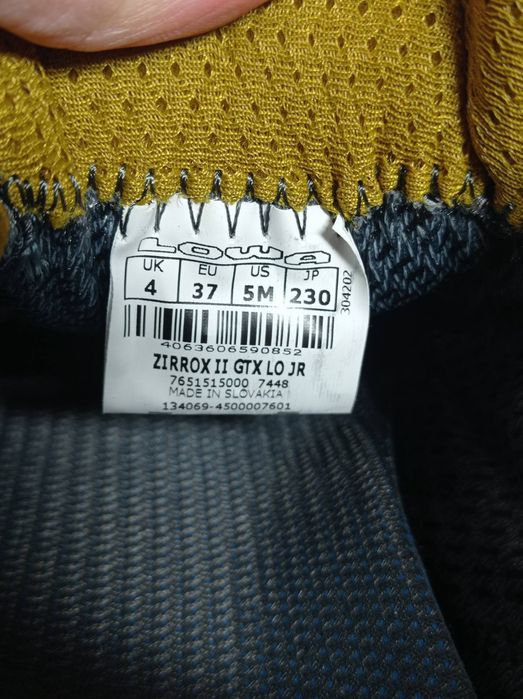 LOWA
UK EU US JP
4 37 5M 230
304202
4063606590852
ZIRROX II GTX LO JR
7651515000 7448
MADE IN SLOVAKIA
134069-4500007601